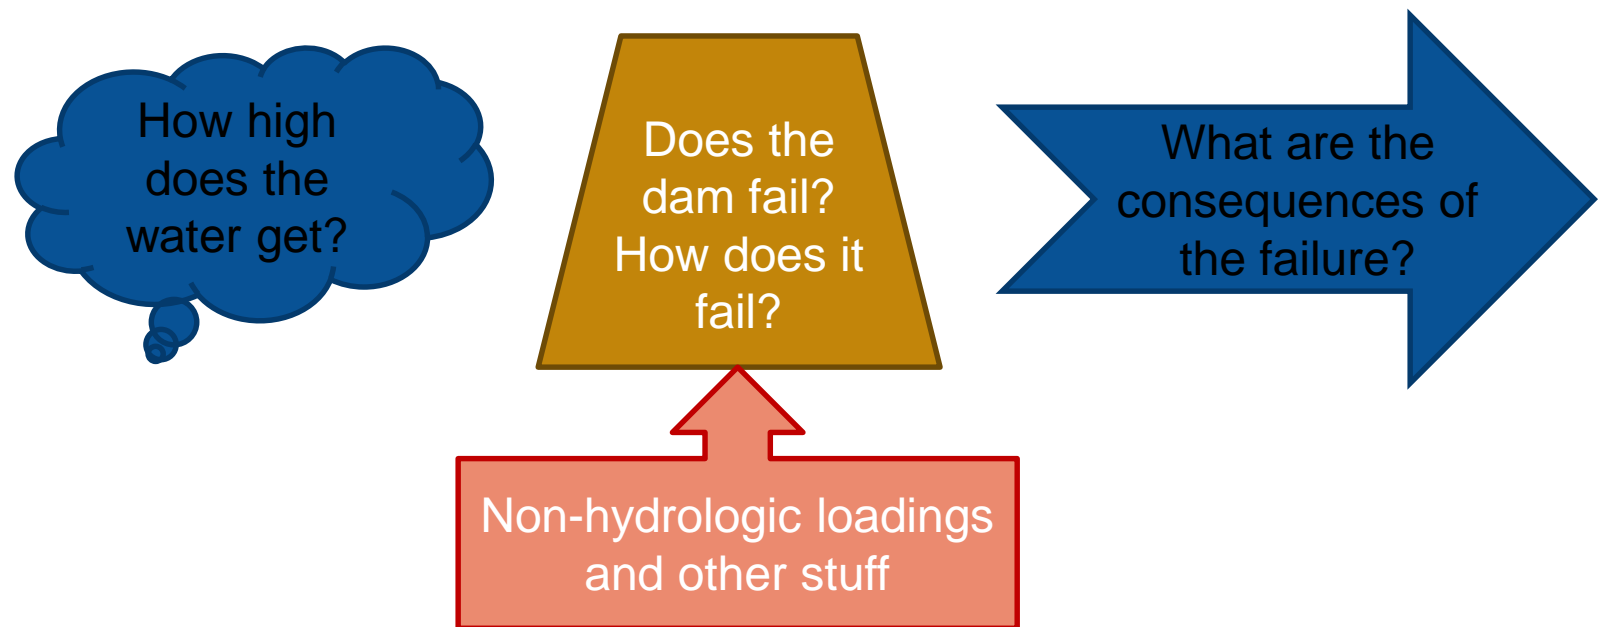 How high
does the
water get?
Does the
dam fail?
How does it
fail?
What are the
consequences of
the failure?
Non-hydrologic loadings
and other stuff